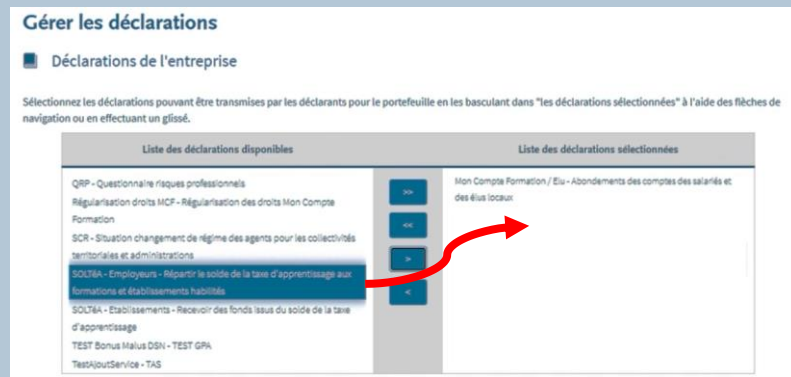 Gérer les déclarations
Déclarations de l'entreprise
Sélectionnez les déclarations pouvant être transmises par les déclarants pour le portefeuille en les basculant dans "les déclarations sélectionnées" à l'aide des flèches de
navigation ou en effectuant un glissé.
Liste des déclarations disponibles
QRP - Questionnaire risques professionnels
Régularisation droits MCF - Régularisation des droits Mon Compte
Formation
SCR - Situation changement de régime des agents pour les collectivités
territoriales et administrations
SOLTéA - Employeurs - Répartir le solde de la taxe d'apprentissage aux
formations et établissements habilités
SOLTéA - Etablissements - Recevoir des fonds issus du solde de la taxe
d'apprentissage
TEST Bonus Malus DSN - TEST GPA
TestAjoutService - TAS
>>
<<
>
<
Liste des déclarations sélectionnées
Mon Compte Formation / Elu - Abondements des comptes des salariés et
des élus locaux